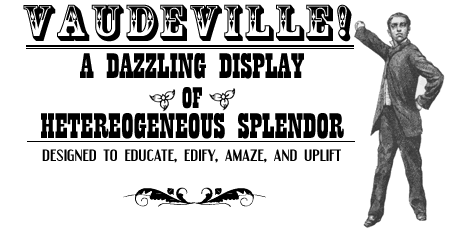 VAUDEVILLE!
A DAZZLING DISPLAY
OF
HETEREOGENEOUS SPLENDOR
DESIGNED TO EDUCATE, EDIFY, AMAZE, AND UPLIFT